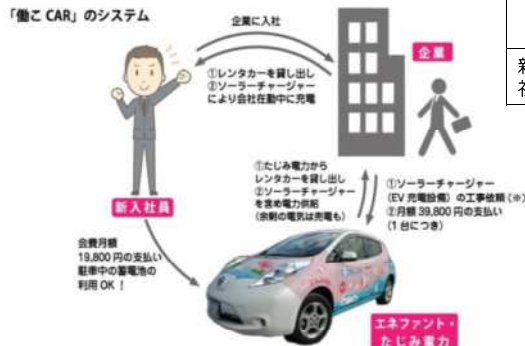 「働こ CAR」のシステム
企業に入社
企業
①レンタカーを貸し出し
②ソーラーチャージャー
により会社在勤中に充電
新
社
①たじみ電力から
レンタカーを貸し出し
②ソーラーチャージャー
を含め電力供給
(余剰の電気は売電も)
①ソーラーチャージャー
(EV 充電設備) の工事依頼 (※)
②月額 39,800 円の支払い
(1 台につき)
新入社員
会費月額
19,800 円の支払い
駐車中の蓄電池の
利用 OK !
エネファント・
たじみ電力